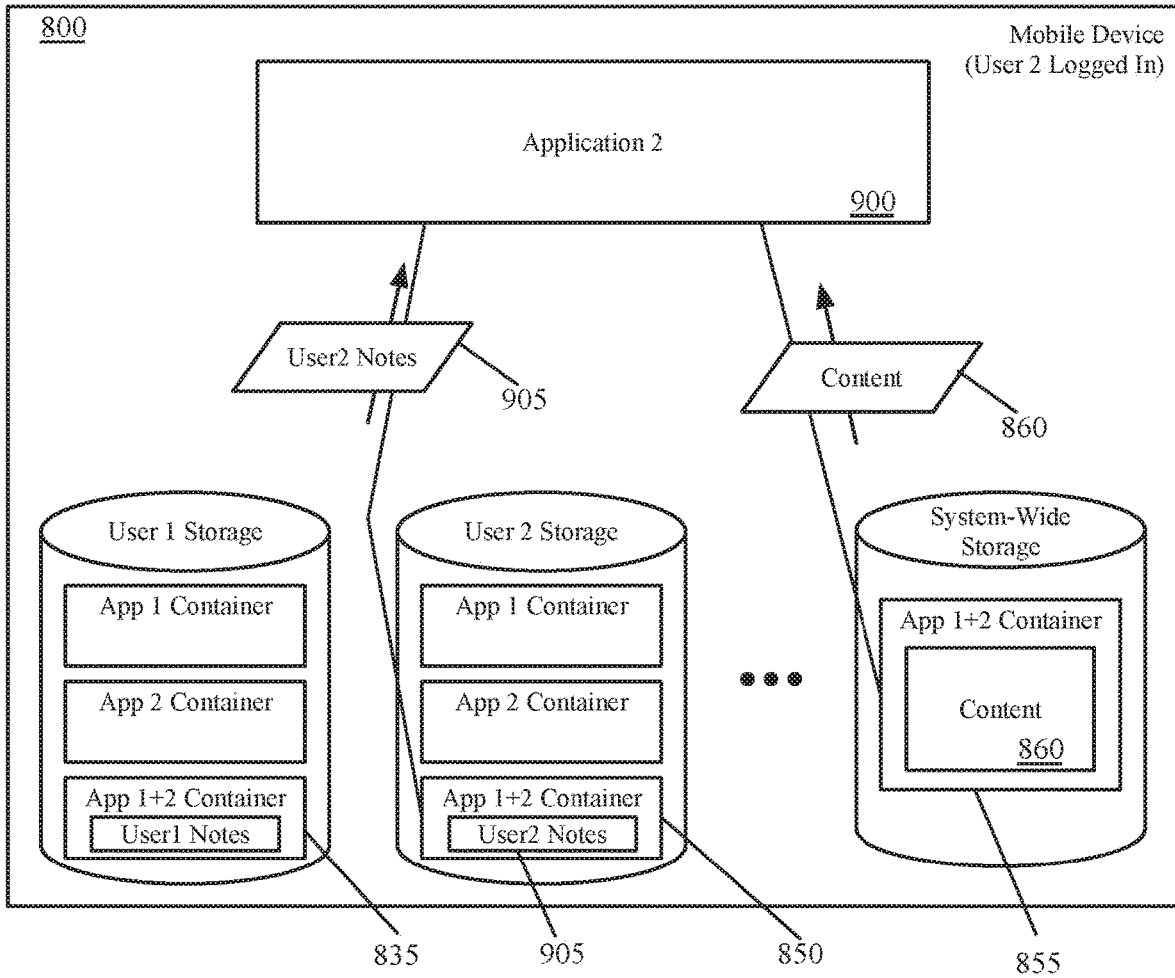 800
Mobile Device
(User 2 Logged In)
Application 2
900
User2 Notes
905
Content
860
User 1 Storage
App 1 Container
App 2 Container
App 1+2 Container
User1 Notes
User 2 Storage
App 1 Container
App 2 Container
App 1+2 Container
User2 Notes
System-Wide
Storage
App 1+2 Container
Content
860
835
905
850
855